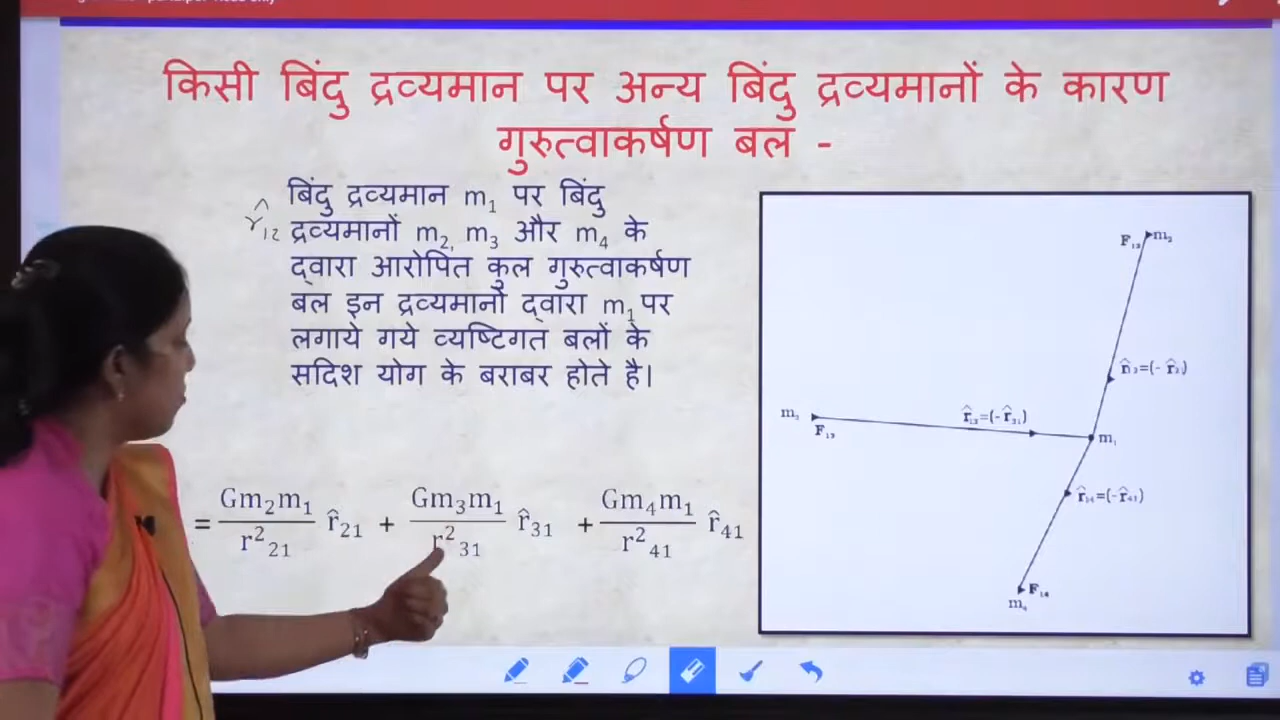 किसी बिंदु द्रव्यमान पर अन्य बिंदु द्रव्यमानों के कारण
गुरुत्वाकर्षण बल -
बिंदु द्रव्यमान m₁ पर बिंदु
r̂₁₂
द्रव्यमानों m₂, m₃ और m₄ के
द्वारा आरोपित कुल गुरुत्वाकर्षण
बल इन द्रव्यमानों द्वारा m₁ पर
लगाये गये व्यष्टिगत बलों के
सदिश योग के बराबर होते है।
= Gm₂m₁/r²₂₁ r̂₂₁ + Gm₃m₁/r²₃₁ r̂₃₁ + Gm₄m₁/r²₄₁ r̂₄₁
m₂
r̂₁₃=(-r̂₃₁)
F₁₃
m₁
r̂₁₄=(-r̂₄₁)
F₁₄
m₄